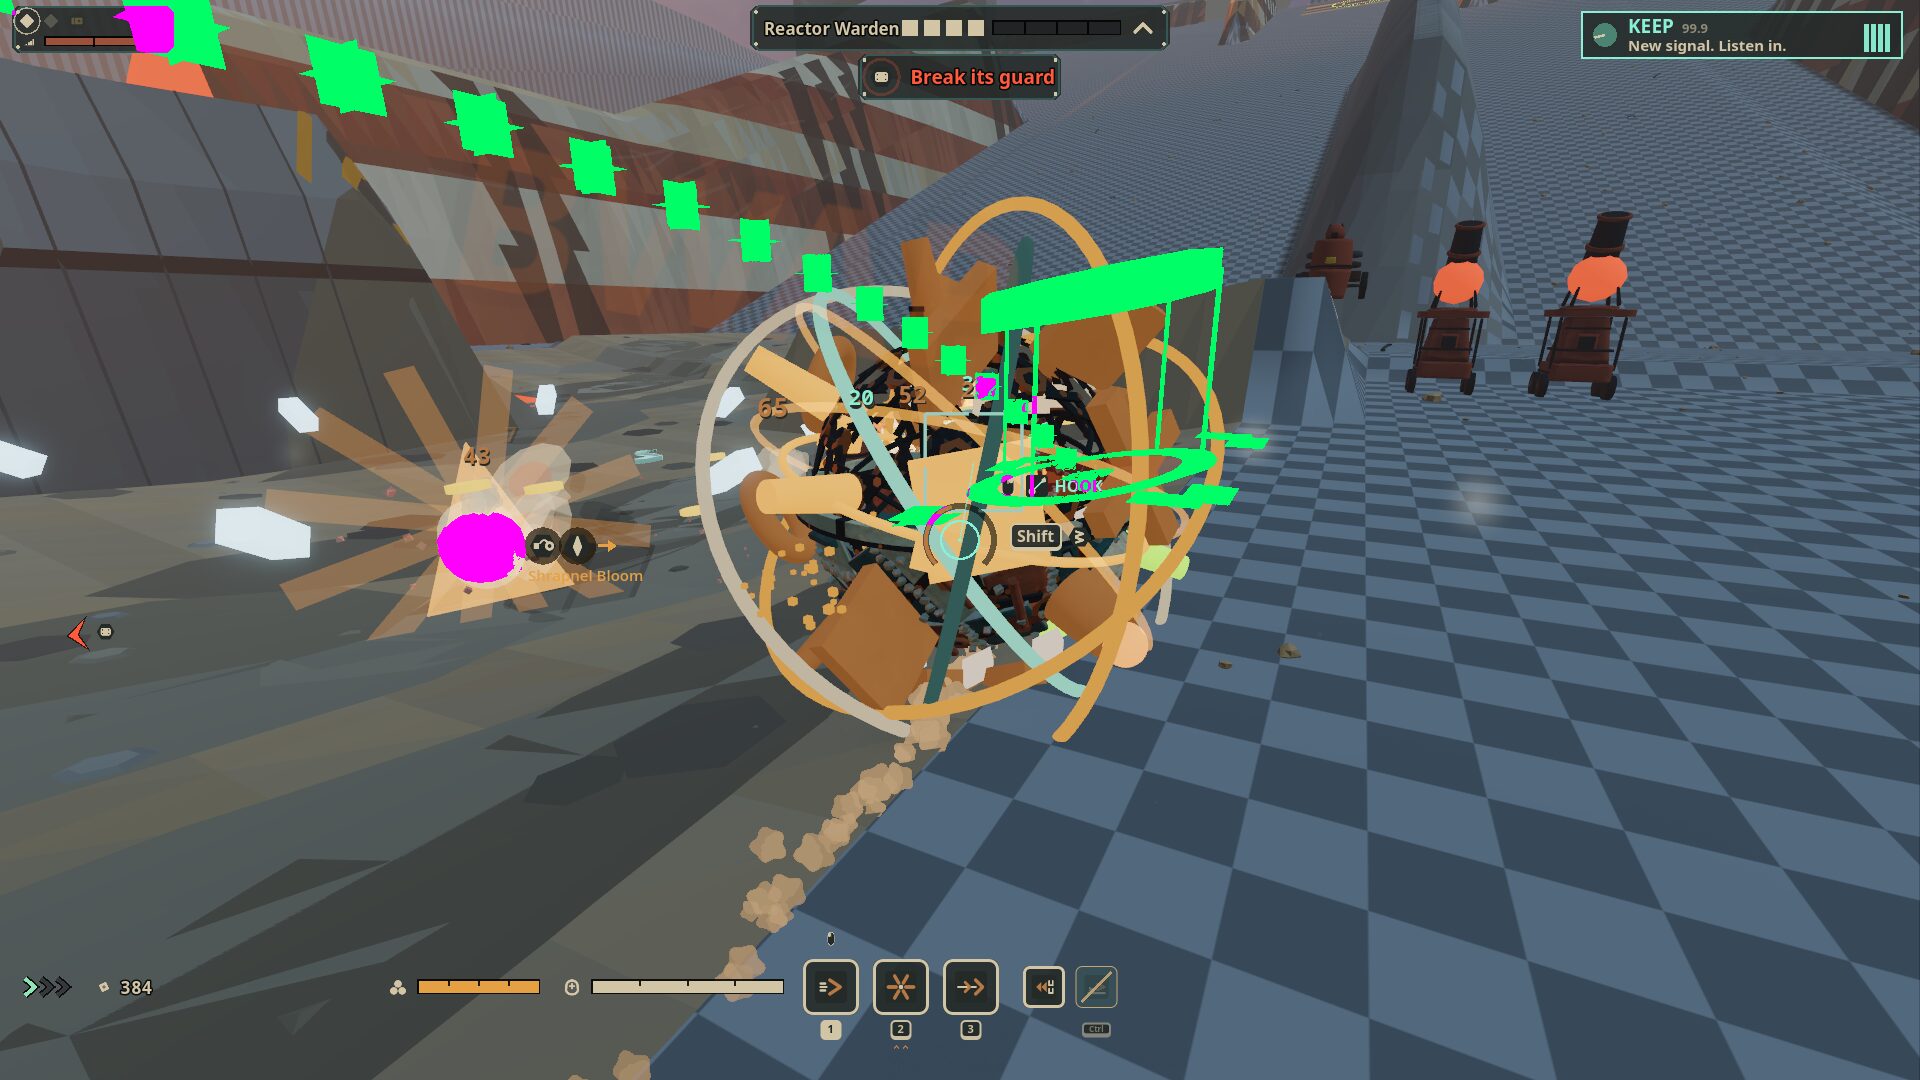 Reactor Warden
Break its guard
KEEP 99.9
New signal. Listen in.
65
20
52
3
43
HOOK
Shift
Shrapnel Bloom
384
1
2
3
Ctrl